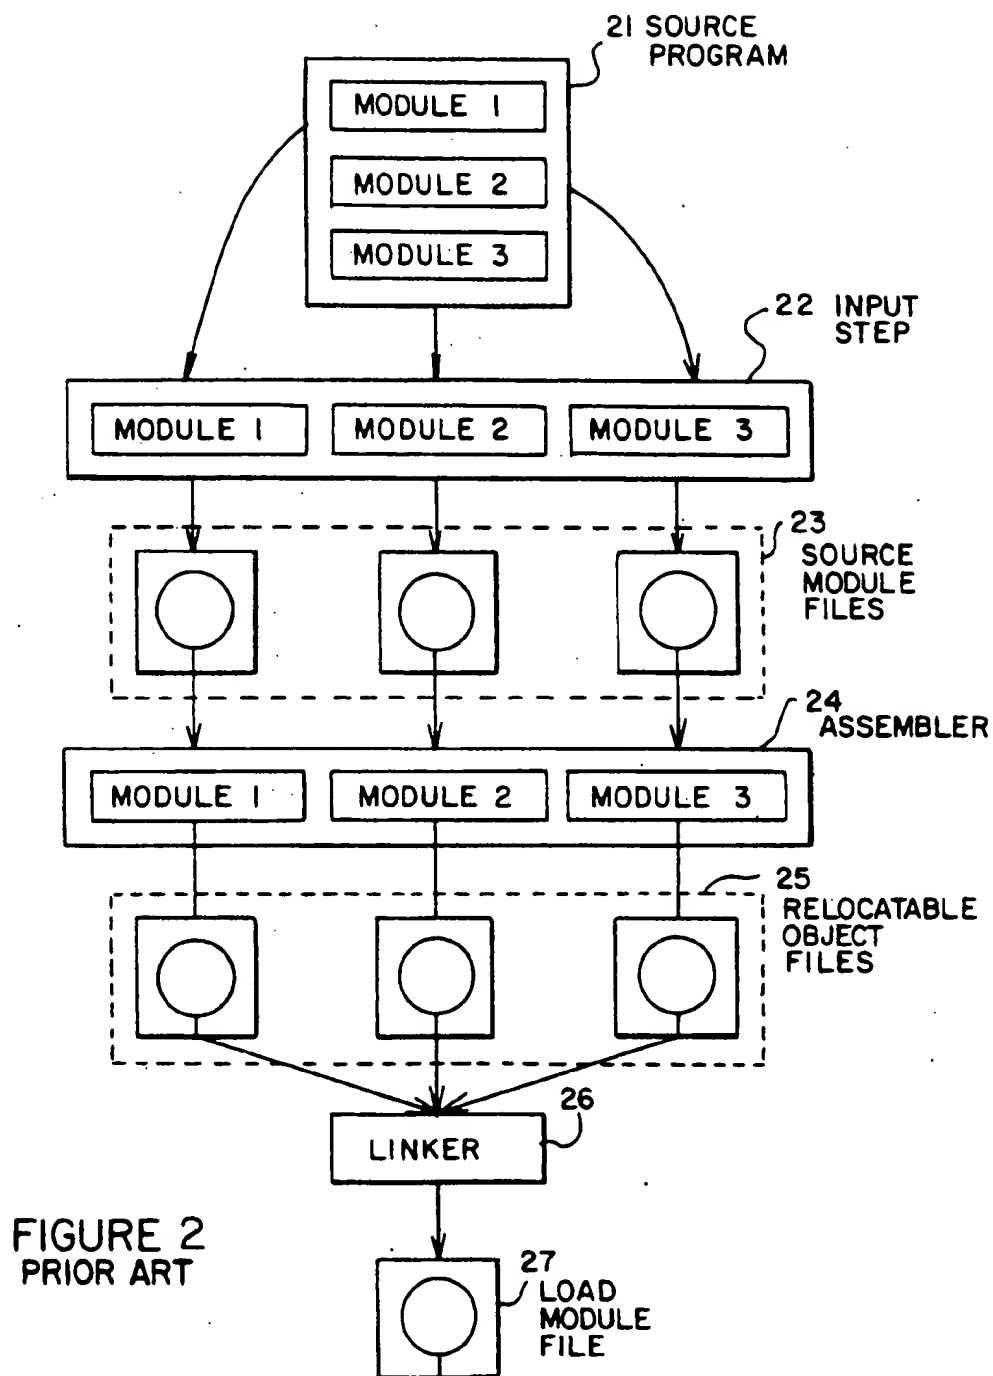 21 SOURCE
PROGRAM
MODULE 1
MODULE 2
MODULE 3
22 INPUT
STEP
MODULE 1
MODULE 2
MODULE 3
23
SOURCE
MODULE
FILES
24
ASSEMBLER
MODULE 1
MODULE 2
MODULE 3
25
RELOCATABLE
OBJECT
FILES
26
LINKER
FIGURE 2
PRIOR ART
27
LOAD
MODULE
FILE